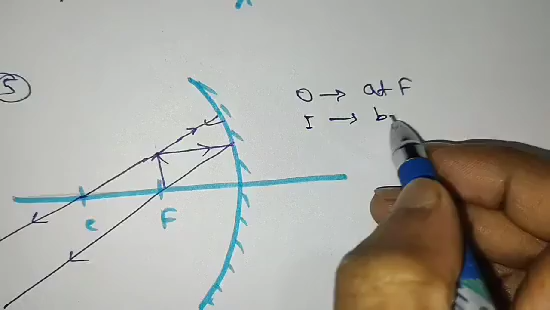 5
O → at F
I → b
C
F